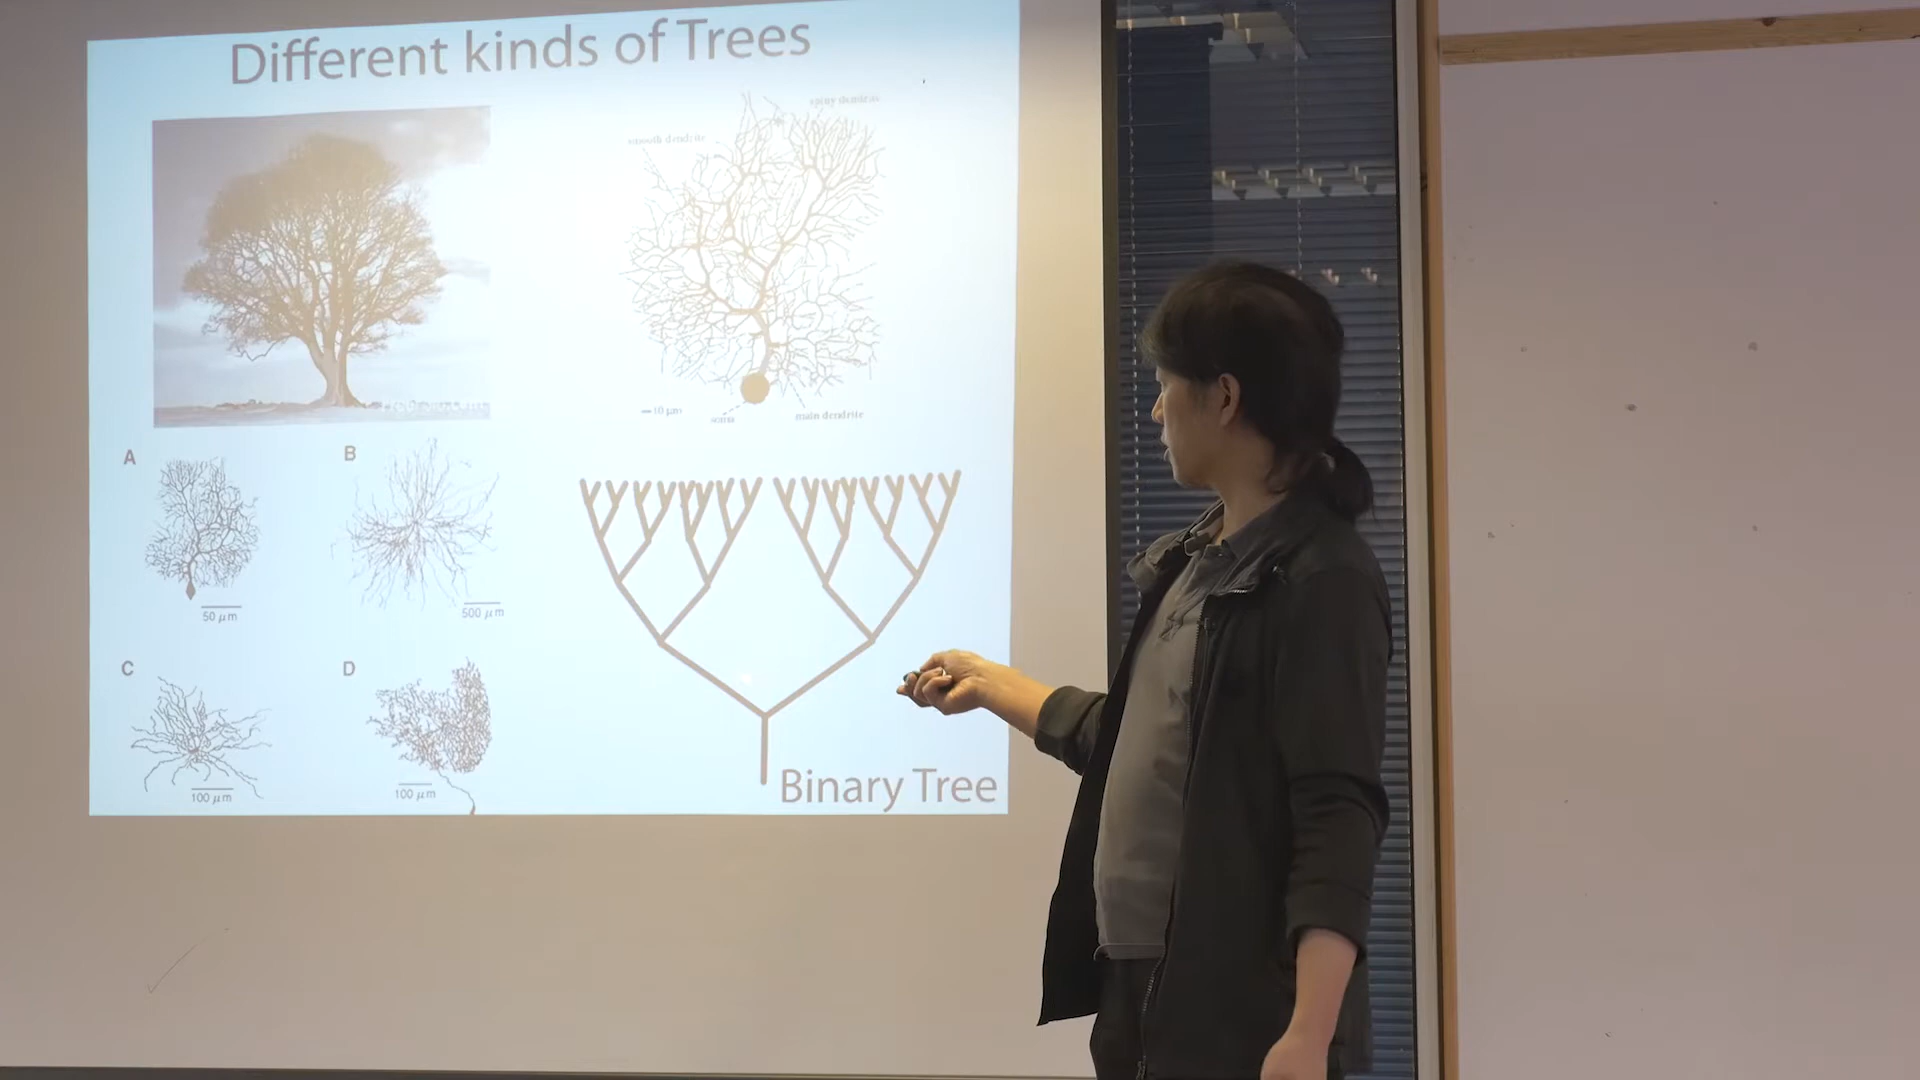 Different kinds of Trees
spiny dendrites
smooth dendrite
10 μm
soma
main dendrite
A
B
50 μm
500 μm
C
D
100 μm
100 μm
Binary Tree